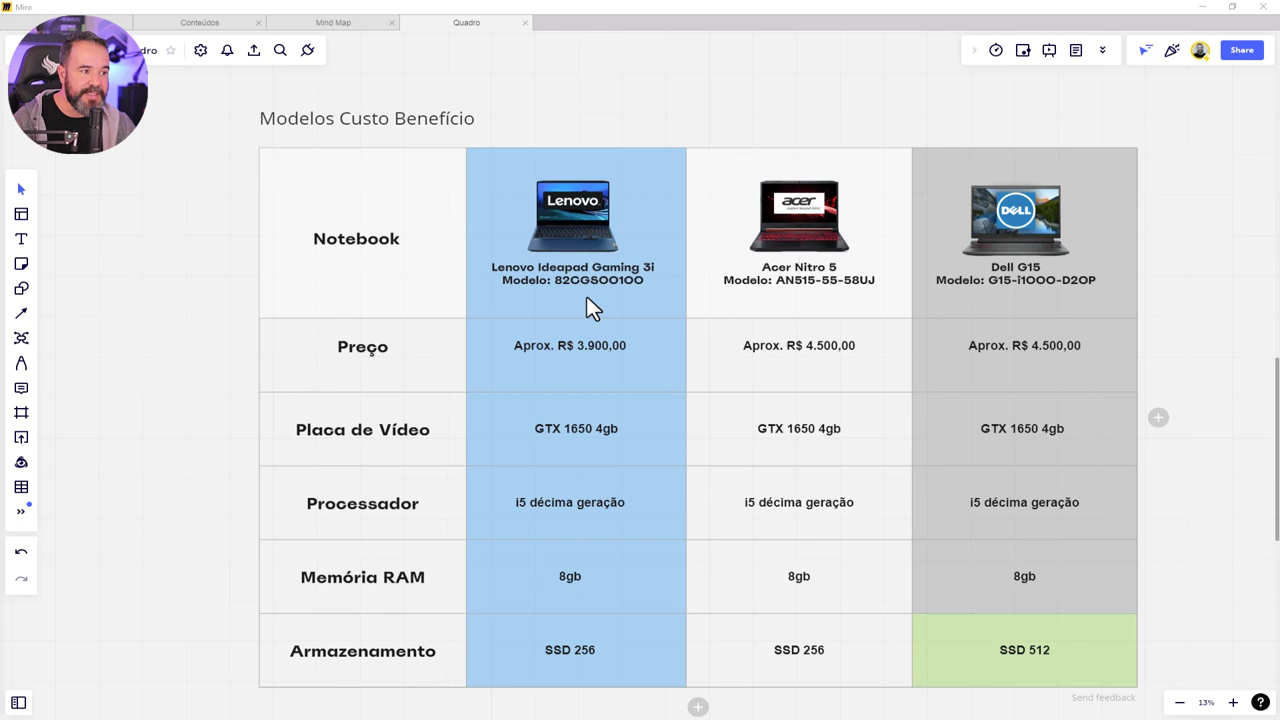 Miro
Conteúdos
Mind Map
Quadro
dro
Share
Modelos Custo Benefício
Notebook
Lenovo
Lenovo Ideapad Gaming 3i
Modelo: 82CGS00100
acer
Acer Nitro 5
Modelo: AN515-55-58UJ
DELL
Dell G15
Modelo: G15-i1000-D20P
Preço
Aprox. R$ 3.900,00
Aprox. R$ 4.500,00
Aprox. R$ 4.500,00
Placa de Vídeo
GTX 1650 4gb
GTX 1650 4gb
GTX 1650 4gb
Processador
i5 décima geração
i5 décima geração
i5 décima geração
Memória RAM
8gb
8gb
8gb
Armazenamento
SSD 256
SSD 256
SSD 512
Send feedback
13%